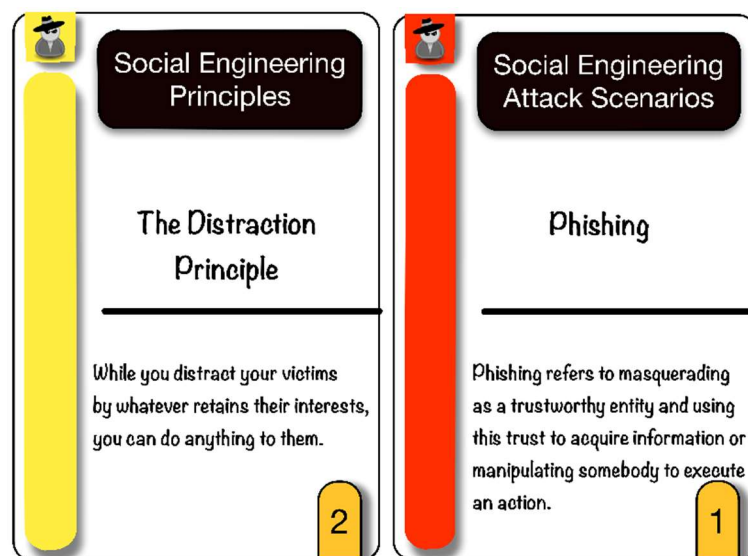 Social Engineering
Principles
The Distraction
Principle
While you distract your victims
by whatever retains their interests,
you can do anything to them.
2
Social Engineering
Attack Scenarios
Phishing
Phishing refers to masquerading
as a trustworthy entity and using
this trust to acquire information or
manipulating somebody to execute
an action.
1